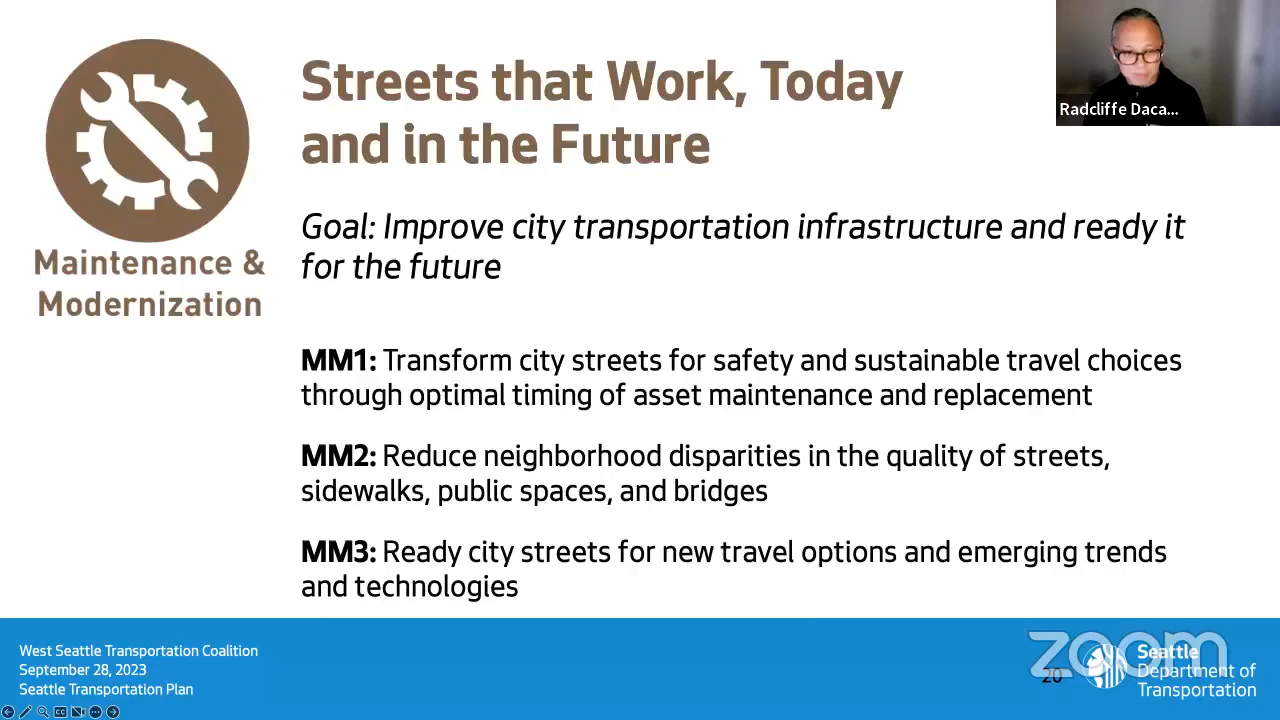 Streets that Work, Today
and in the Future
Radcliffe Daca...
Maintenance &
Modernization
Goal: Improve city transportation infrastructure and ready it
for the future
MM1: Transform city streets for safety and sustainable travel choices
through optimal timing of asset maintenance and replacement
MM2: Reduce neighborhood disparities in the quality of streets,
sidewalks, public spaces, and bridges
MM3: Ready city streets for new travel options and emerging trends
and technologies
West Seattle Transportation Coalition
September 28, 2023
Seattle Transportation Plan
20
zoom
Seattle
Department of
Transportation
CC